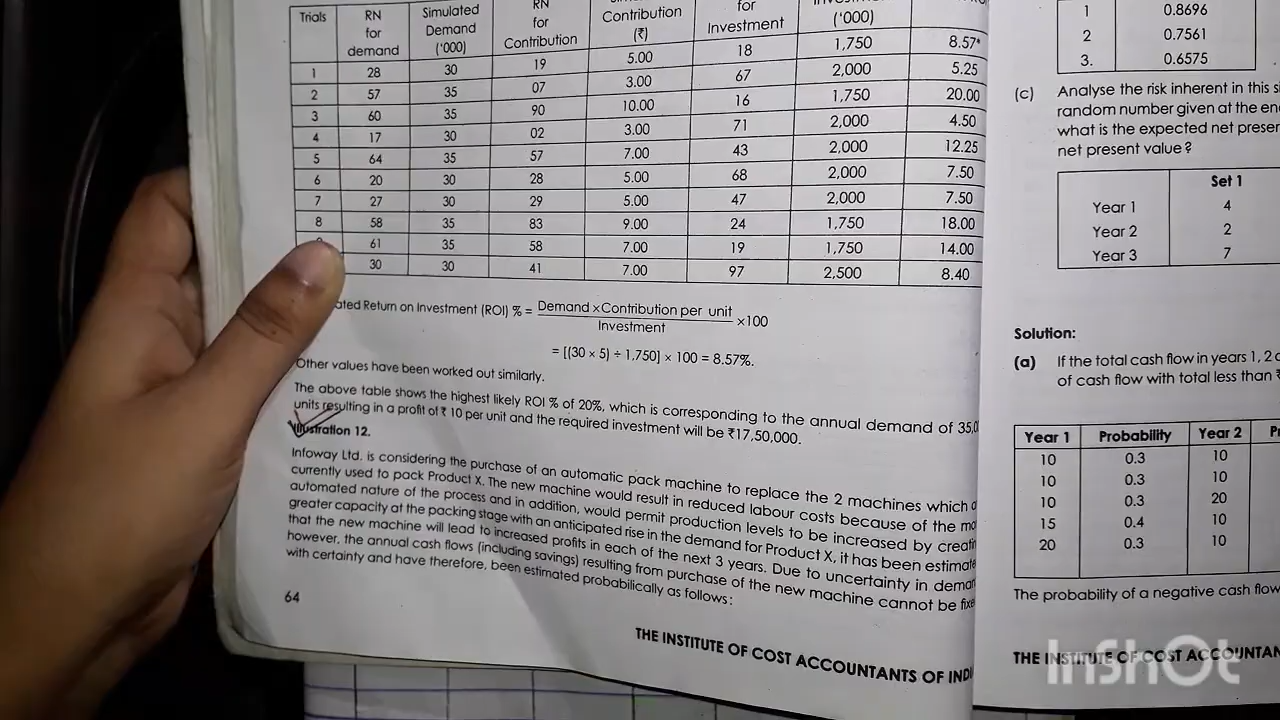 Trials RN for demand Simulated Demand ('000) RN for Contribution Simulated Contribution (₹) for Investment ('000)
1 28 30 19 5.00 18 1,750 8.57*
2 57 35 07 3.00 67 2,000 5.25
3 60 35 90 10.00 16 1,750 20.00
4 17 30 02 3.00 71 2,000 4.50
5 64 35 57 7.00 43 2,000 12.25
6 20 30 28 5.00 68 2,000 7.50
7 27 30 29 5.00 47 2,000 7.50
8 58 35 83 9.00 24 1,750 18.00
61 35 58 7.00 19 1,750 14.00
30 30 41 7.00 97 2,500 8.40
Return on Investment (ROI) % = Demand × Contribution per unit
Investment
×100
= [(30 × 5) ÷ 1,750] × 100 = 8.57%.
Other values have been worked out similarly.
The above table shows the highest likely ROI % of 20%, which is corresponding to the annual demand of
units resulting in a profit of ₹ 10 per unit and the required investment will be ₹17,50,000.
Illustration 12.
Infoway Ltd. is considering the purchase of an automatic pack machine to replace the 2 machines which
currently used to pack Product X. The new machine would result in reduced labour costs because of the
automated nature of the process and in addition, would permit production levels to be increased by
greater capacity at the packing stage with an anticipated rise in the demand for Product X, it has been
that the new machine will lead to increased profits in each of the next 3 years. Due to uncertainty in
however, the annual cash flows (including savings) resulting from purchase of the new machine cannot be
with certainty and have therefore, been estimated probabilically as follows:
64
THE INSTITUTE OF COST ACCOUNTANTS OF
1 0.8696
2 0.7561
3. 0.6575
(c) Analyse the risk inherent in this
random number given at the
what is the expected net
net present value?
Set 1
Year 1 4
Year 2 2
Year 3 7
Solution:
(a) If the total cash flow in years 1, 2
of cash flow with total less than
Year 1 Probability Year 2
10 0.3 10
10 0.3 10
10 0.3 20
15 0.4 10
20 0.3 10
The probability of a negative cash flow
THE INSTITUTE OF COST
InShOt